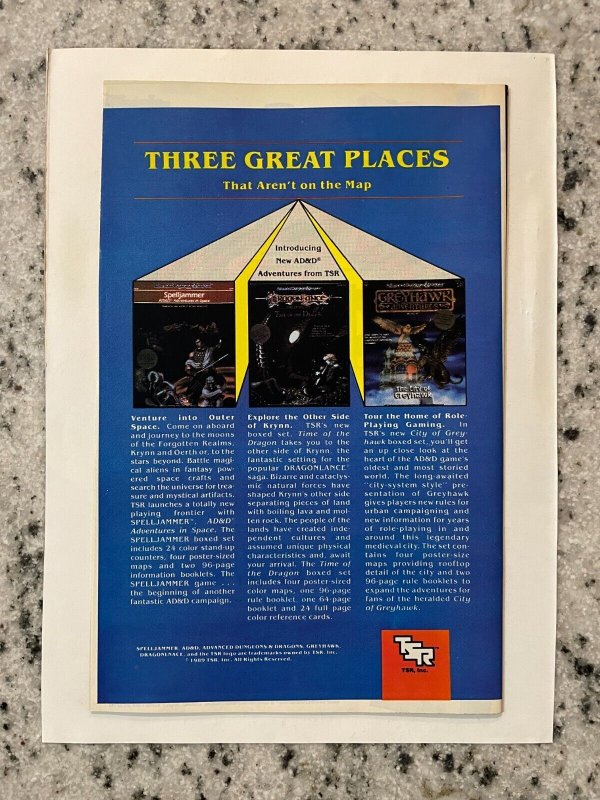 THREE GREAT PLACES
That Aren't on the Map
Introducing
New AD&D®
Adventures from TSR
Spelljammer
GREYHAWK
ADVENTURES
The City of
Greyhawk
Venture into Outer
Space. Come on aboard
and journey to the moons
of the Forgotten Realms,
Krynn and Oerth or, to the
stars beyond. Battle magi-
cal aliens in fantasy pow-
ered space crafts and
search the universe for trea-
sure and mystical artifacts.
TSR launches a totally new
playing frontier with
SPELLJAMMER™. AD&D®
Adventures in Space. The
SPELLJAMMER boxed set
includes 24 color stand-up
counters, four poster-sized
maps and two 96-page
information booklets. The
SPELLJAMMER game . . .
the beginning of another
fantastic AD&D campaign.
Explore the Other Side
of Krynn. TSR's new
boxed set, Time of the
Dragon takes you to the
other side of Krynn, the
fantastic setting for the
popular DRAGONLANCE®
saga. Bizarre and cataclys-
mic natural forces have
shaped Krynn's other side
separating pieces of land
with boiling lava and mol-
ten rock. The people of the
lands have created inde-
pendent cultures and
assumed unique physical
characteristics and, await
your arrival. The Time of
the Dragon boxed set
includes four poster-sized
color maps, one 96-page
rule booklet, one 64-page
booklet and 24 full page
color reference cards.
Tour the Home of Role-
Playing Gaming. In
TSR's new City of Grey
hawk boxed set, you'll get
an up close look at the
heart of the AD&D game's
oldest and most storied
world. The long-awaited
"city-system style" pre-
sentation of Greyhawk
gives players new rules for
urban campaigning and
new information for years
of role-playing in and
around this legendary
medieval city. The set con-
tains four poster-size
maps providing rooftop
detail of the city and two
96-page rule booklets to
expand the adventures for
fans of the heralded City
of Greyhawk.
SPELLJAMMER, AD&D, ADVANCED DUNGEONS & DRAGONS, GREYHAWK,
DRAGONLNACE, and the TSR logo are trademarks owned by TSR, Inc.
©1989 TSR, Inc. All Rights Reserved.
TSR
TSR, Inc.